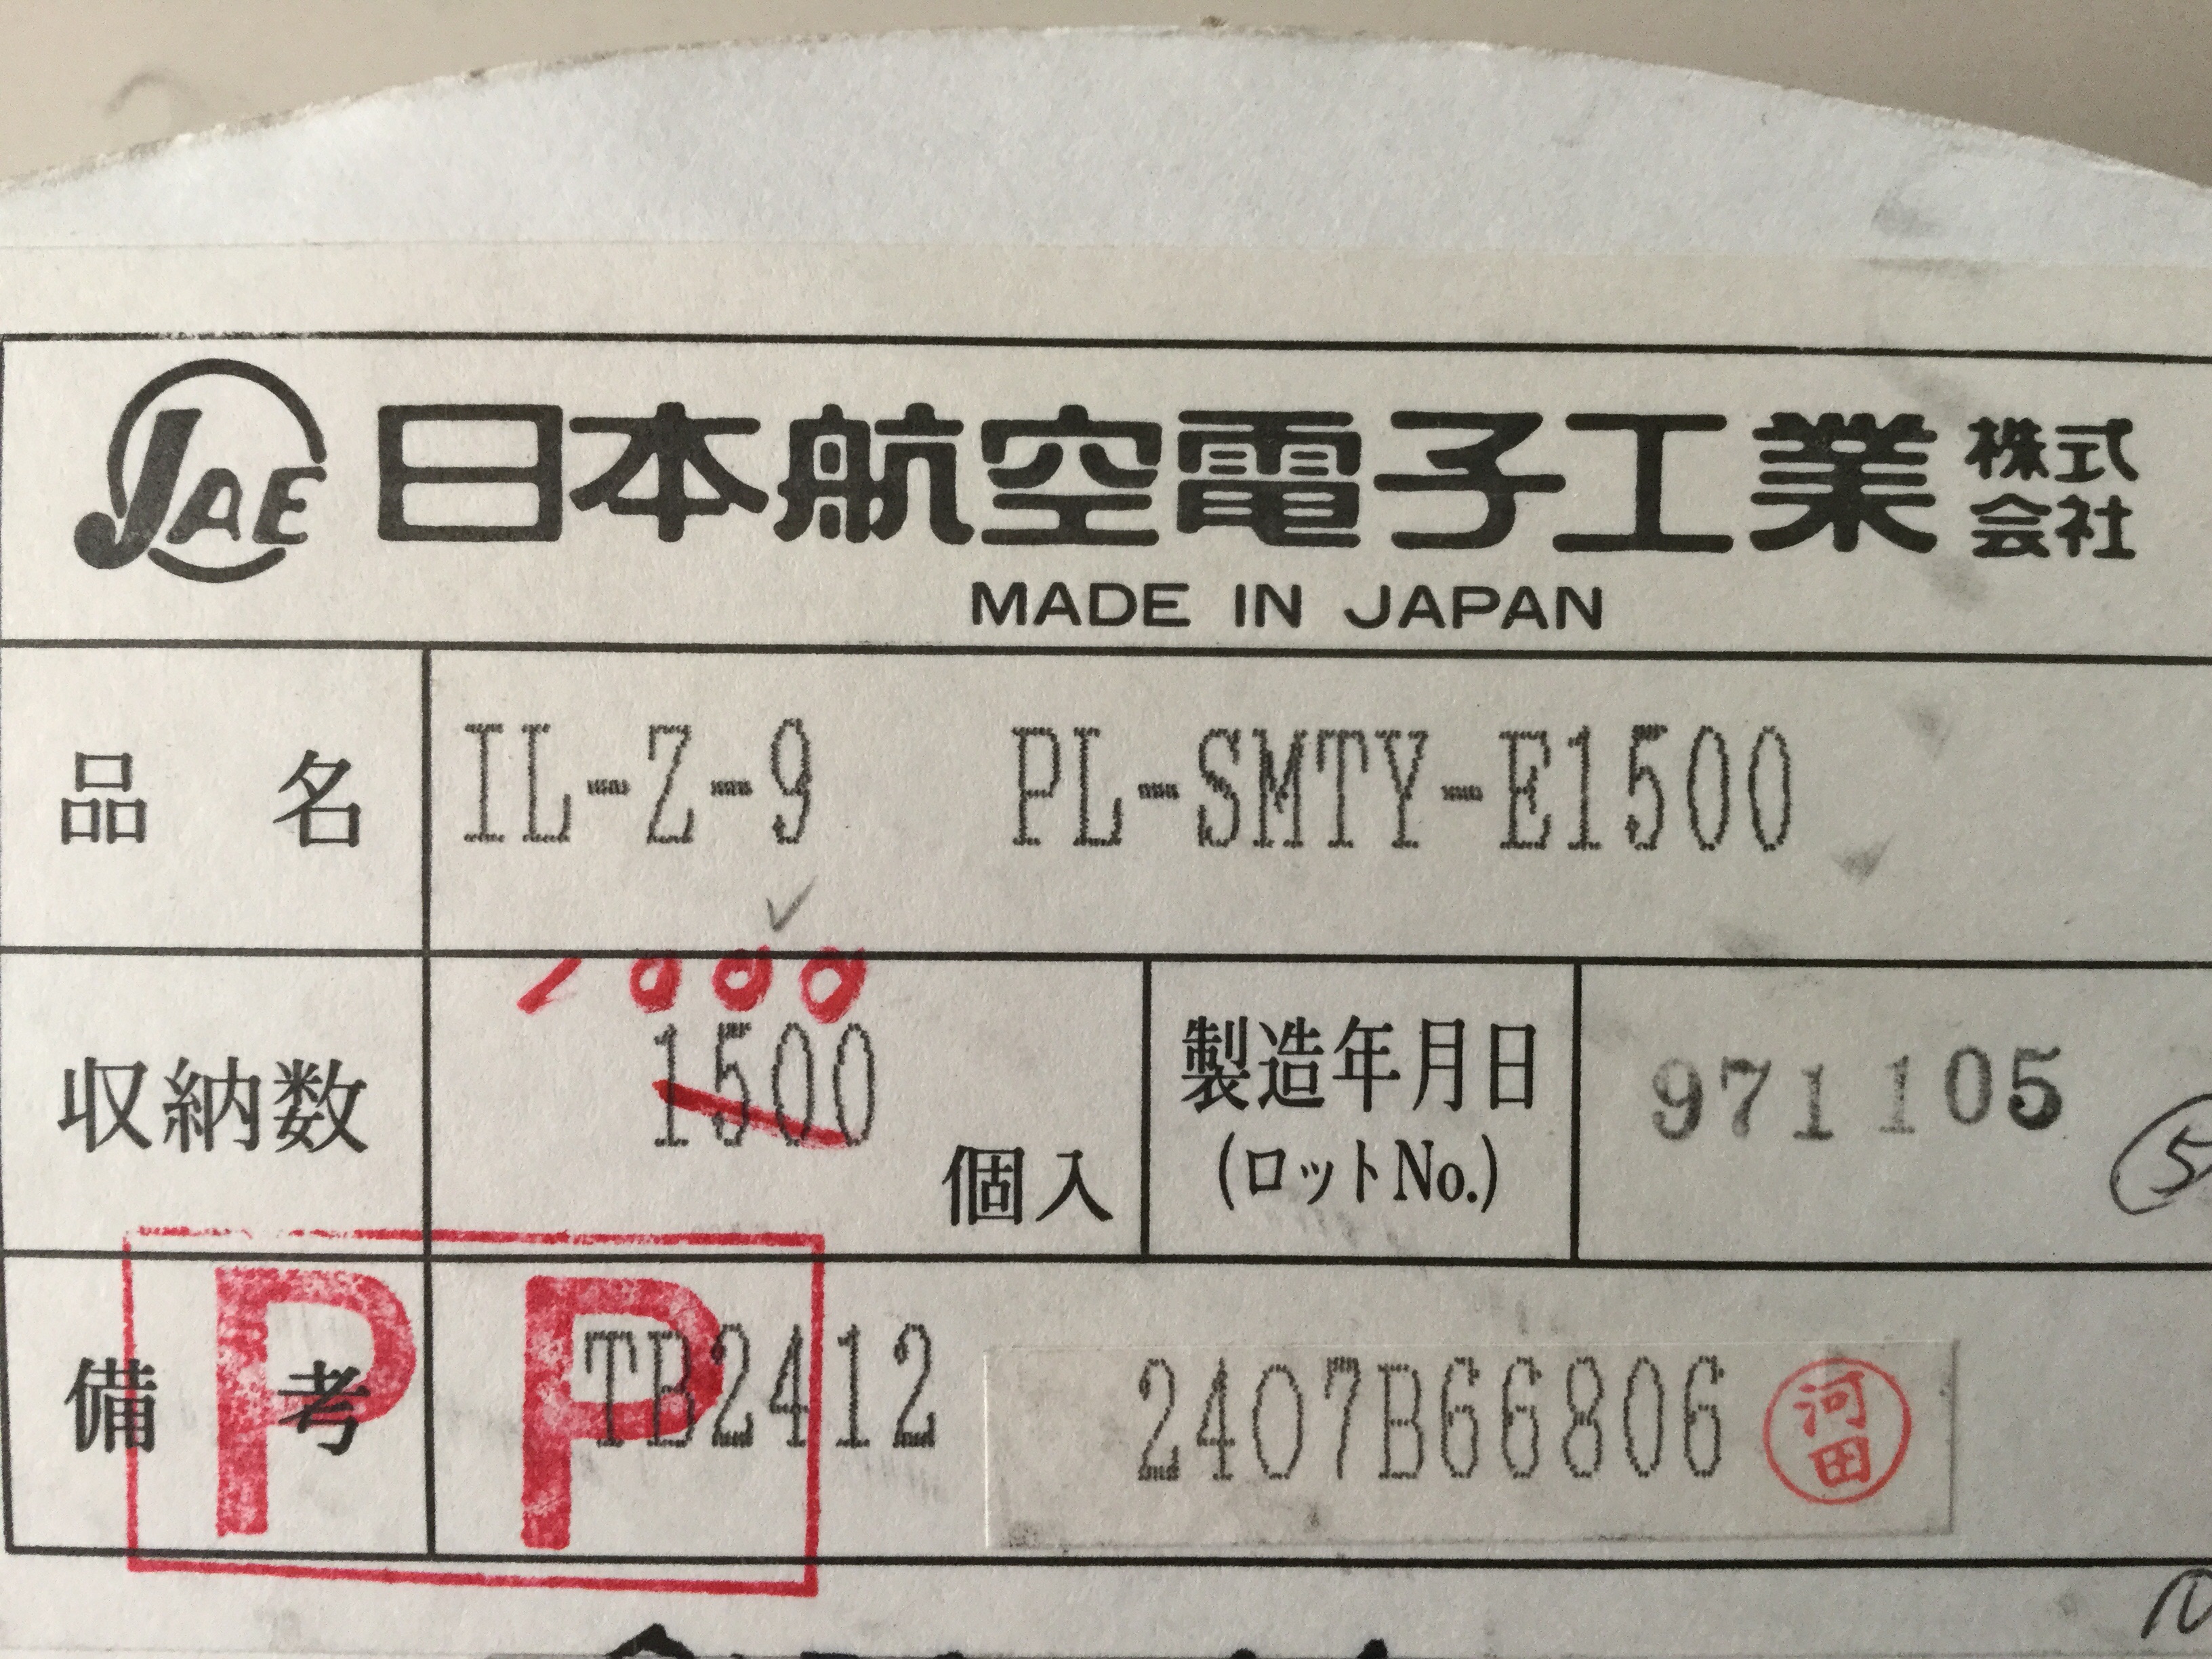 JAE 日本航空電子工業株式会社
MADE IN JAPAN
品名 IL-Z-9 PL-SMTY-E1500
収納数 1500 個入
製造年月日 971105
(ロットNo.)
備考 TB2412 2407B66806 河田
PP